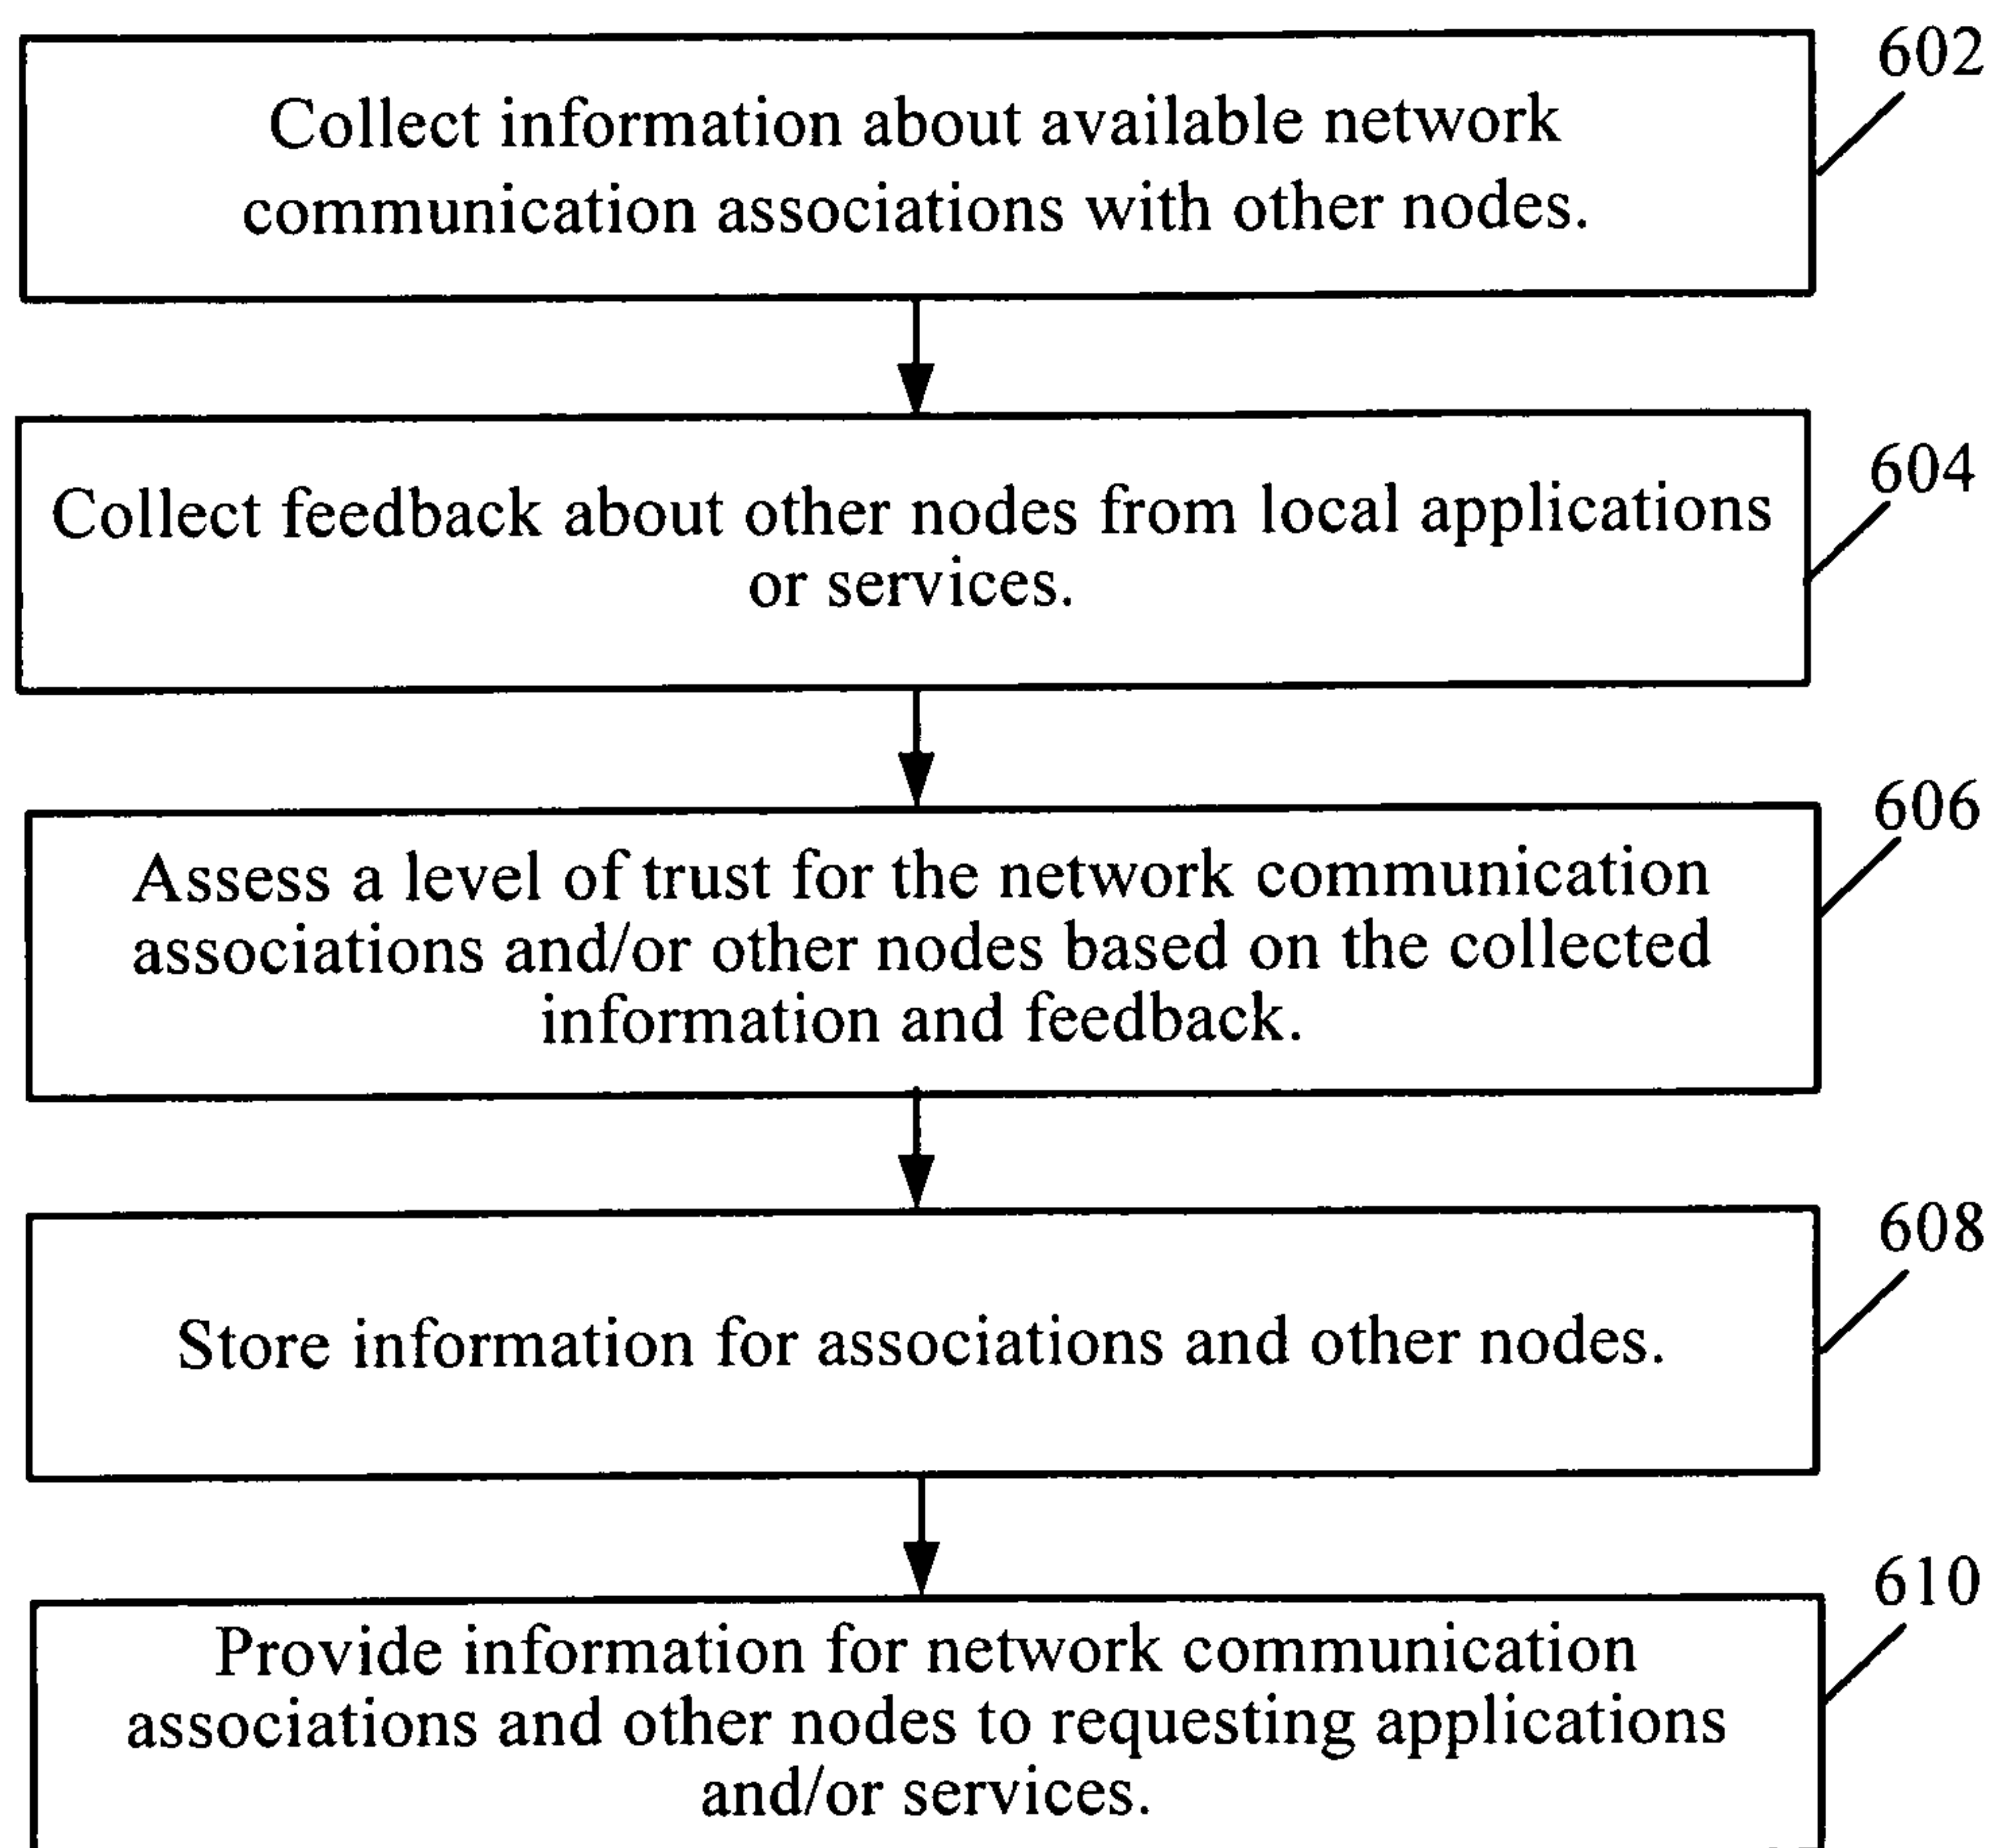 602
Collect information about available network
communication associations with other nodes.
604
Collect feedback about other nodes from local applications
or services.
606
Assess a level of trust for the network communication
associations and/or other nodes based on the collected
information and feedback.
608
Store information for associations and other nodes.
610
Provide information for network communication
associations and other nodes to requesting applications
and/or services.